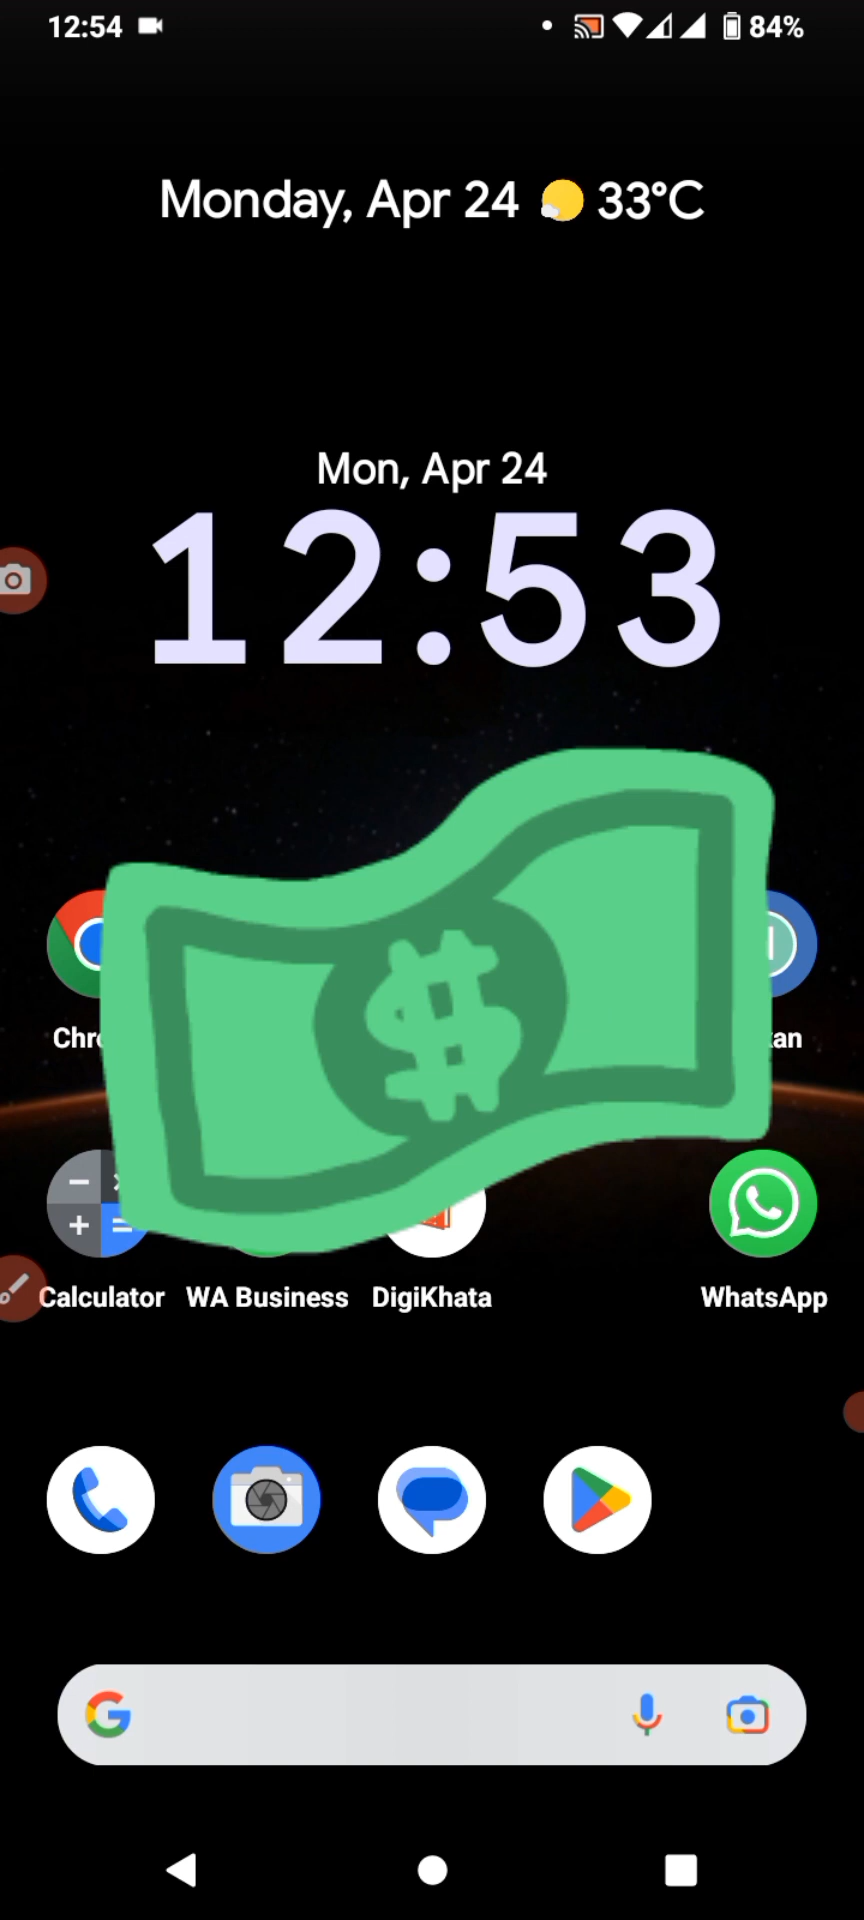 12:54 84%
Monday, Apr 24 33°C
Mon, Apr 24
12:53
$
Calculator WA Business DigiKhata WhatsApp